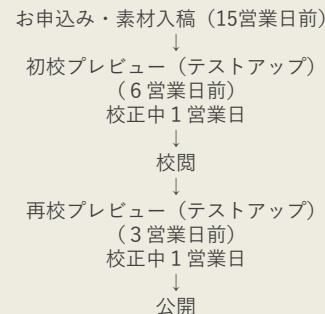 お申込み・素材入稿（15営業日前）
↓
初校プレビュー（テストアップ）
（６営業日前）
校正中１営業日
↓
校閲
↓
再校プレビュー（テストアップ）
（３営業日前）
校正中１営業日
↓
公開